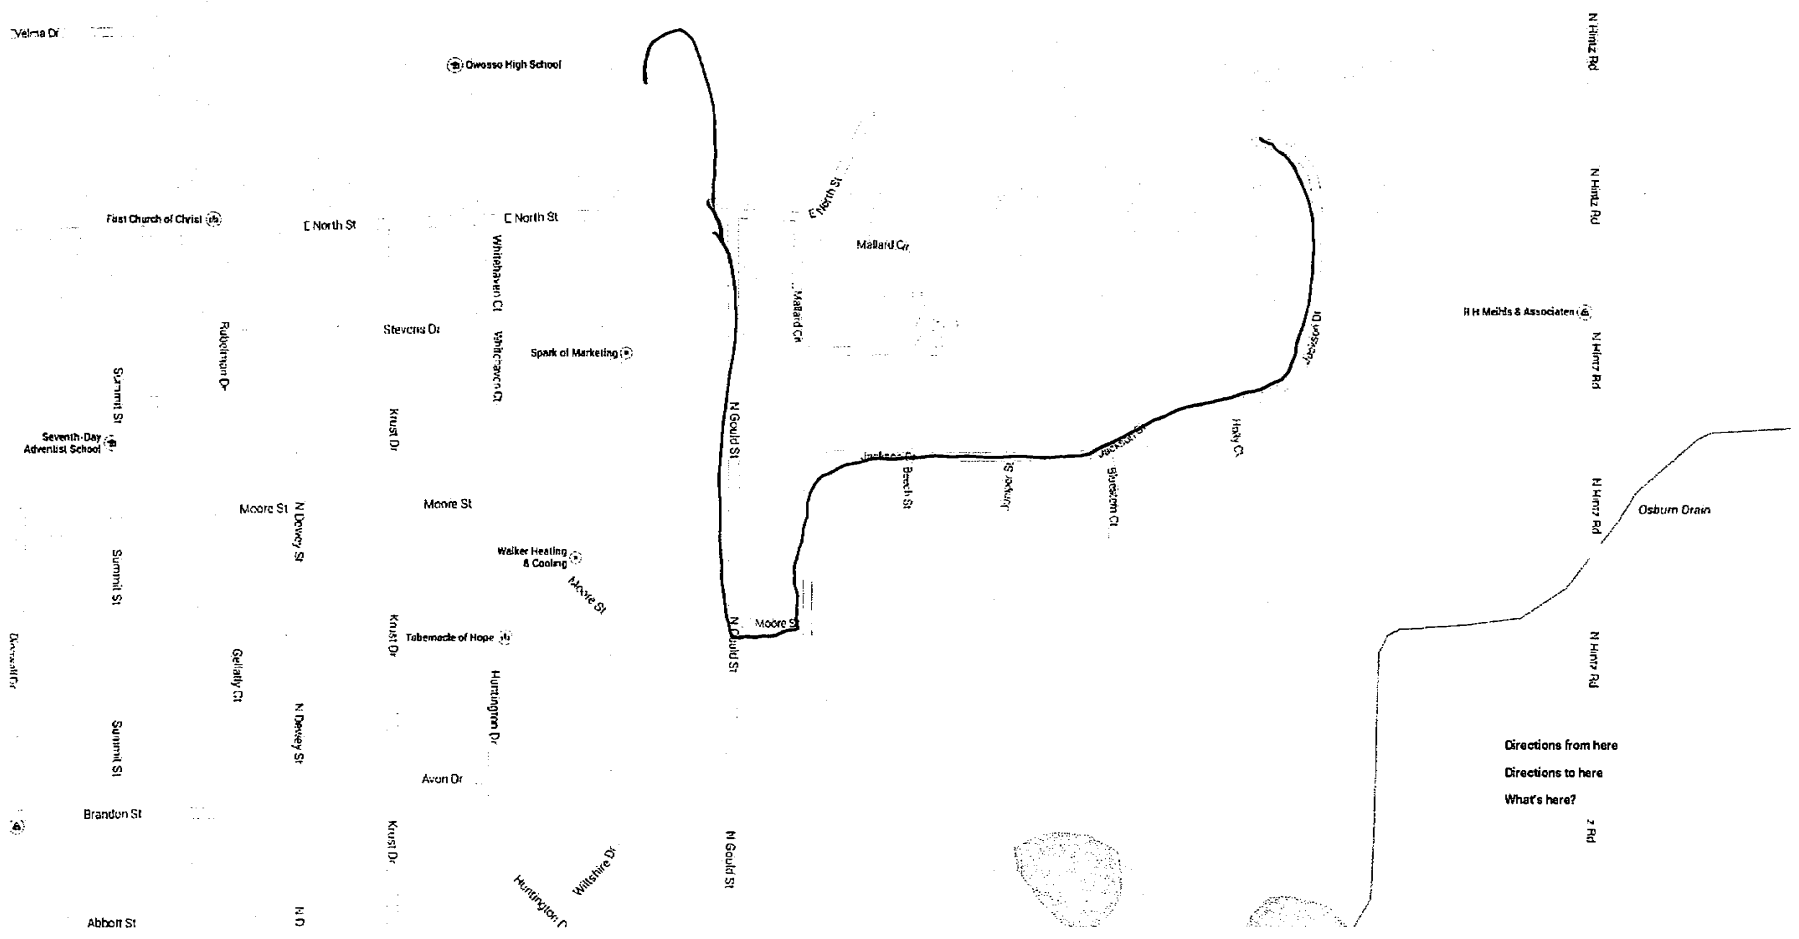 Velma Dr
Owosso High School
N Hintz Rd
E North St
N Hintz Rd
First Church of Christ
E North St
E North St
Mallard Cir
Whitehaven Ct
Mallard Cir
R H Meihls & Associates
Jackson Dr
Stevens Dr
Spark of Marketing
Whitehaven Ct
N Hintz Rd
Summit St
Krust Dr
N Gould St
Holly Ct
Seventh-Day
Adventist School
Jackson Dr
Beech St
Bluestem Ct
Moore St
N Dewey St
Moore St
N Hintz Rd
Osburn Drain
Walker Heating
& Cooling
Summit St
Moore St
Krust Dr
Tabernacle of Hope
N Gould St
Moore St
N Hintz Rd
Gellatly Ct
Huntington Dr
N Dewey St
Summit St
Directions from here
Directions to here
What's here?
Avon Dr
Brandon St
z Rd
Krust Dr
N Gould St
Wiltshire Dr
Huntington D
Abbott St
N D